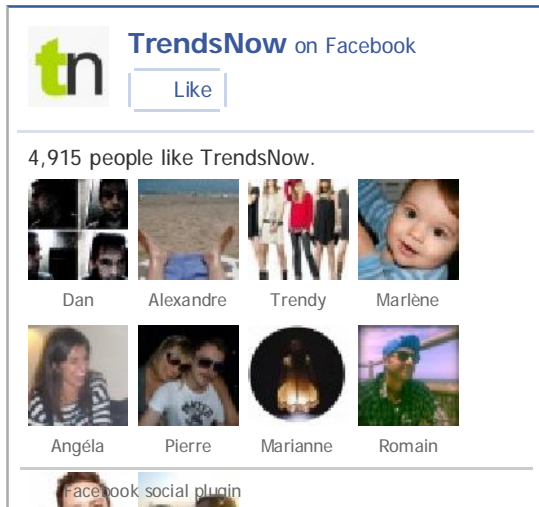 tn
TrendsNow on Facebook
Like
4,915 people like TrendsNow.
Dan
Alexandre
Trendy
Marlène
Angéla
Pierre
Marianne
Romain
Facebook social plugin